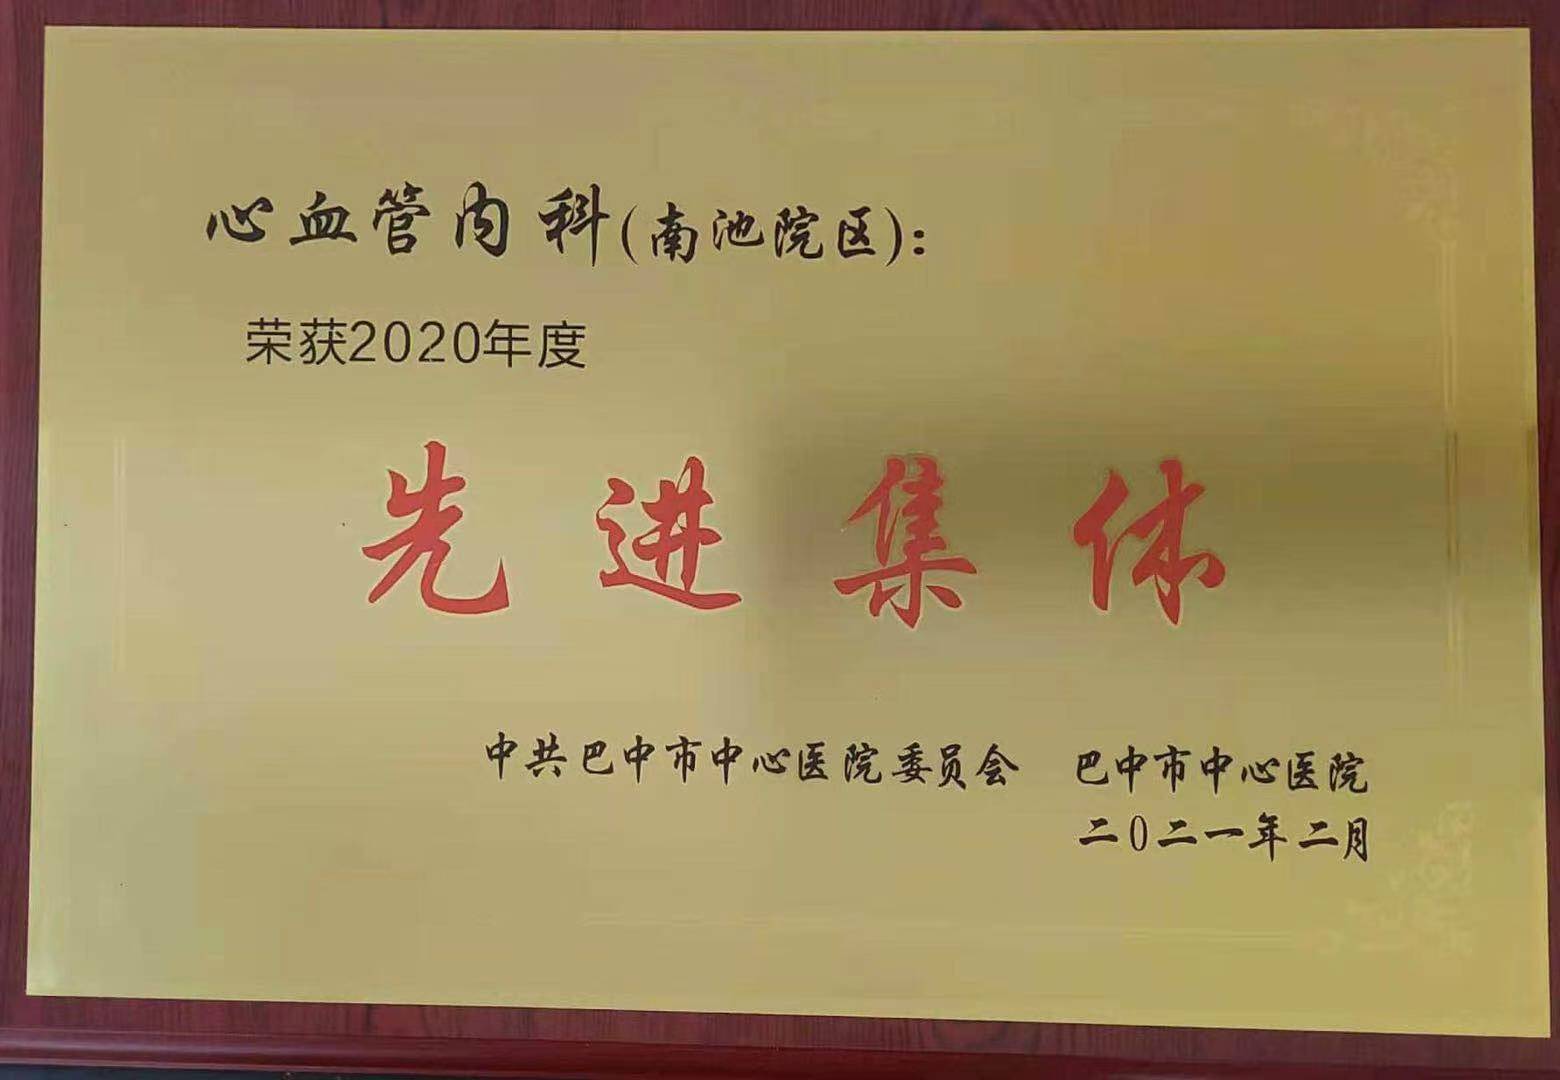 心血管内科(南池院区):
荣获2020年度
先进集体
中共巴中市中心医院委员会 巴中市中心医院
二〇二一年二月